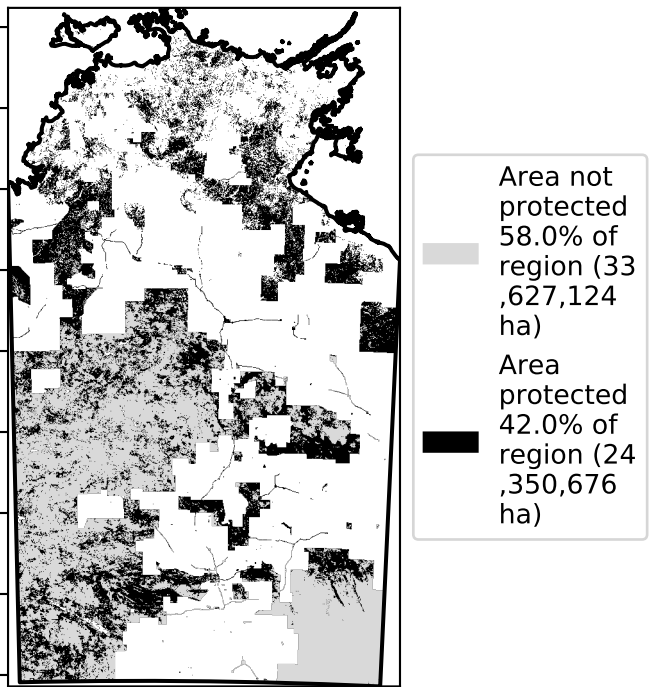 Area not
protected
58.0% of
region (33
,627,124
ha)
Area
protected
42.0% of
region (24
,350,676
ha)